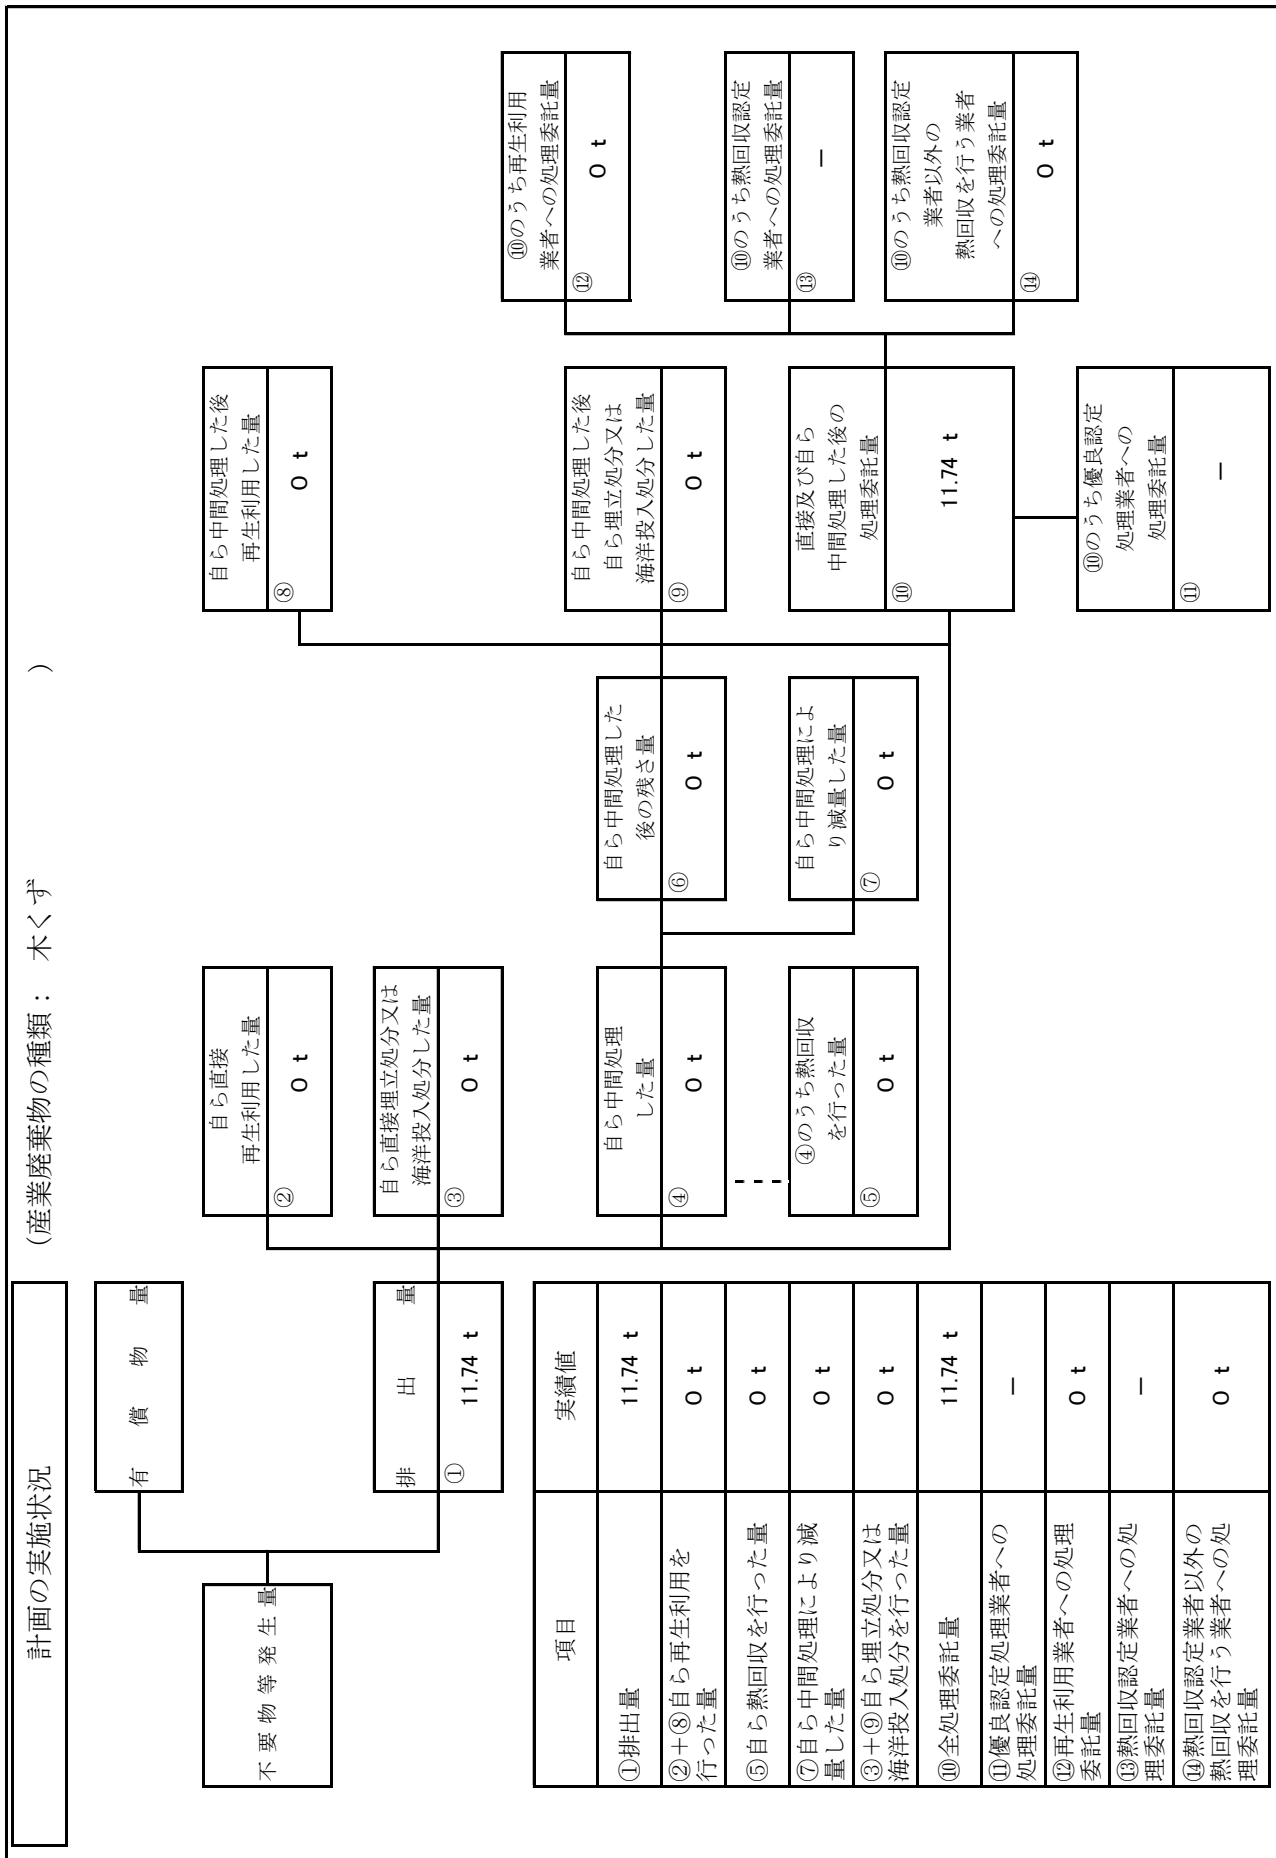 計画の実施状況
(産業廃棄物の種類： 木くず )
不要物等発生量
有償物量
排出量
① 11.74 t
自ら直接
再生利用した量
② 0 t
自ら直接埋立処分又は
海洋投入処分した量
③ 0 t
自ら中間処理
した量
④ 0 t
④のうち熱回収
を行った量
⑤ 0 t
自ら中間処理した
後の残さ量
⑥ 0 t
自ら中間処理によ
り減量した量
⑦ 0 t
自ら中間処理した後
再生利用した量
⑧ 0 t
自ら中間処理した後
自ら埋立処分又は
海洋投入処分した量
⑨ 0 t
直接及び自ら
中間処理した後の
処理委託量
⑩ 11.74 t
⑩のうち優良認定
処理業者への
処理委託量
⑪ －
⑩のうち再生利用
業者への処理委託量
⑫ 0 t
⑩のうち熱回収認定
業者への処理委託量
⑬ －
⑩のうち熱回収認定
業者以外の
熱回収を行う業者
への処理委託量
⑭ 0 t
項目 実績値
①排出量 11.74 t
②＋⑧自ら再生利用を
行った量 0 t
⑤自ら熱回収を行った量 0 t
⑦自ら中間処理により減
量した量 0 t
③＋⑨自ら埋立処分又は
海洋投入処分を行った量 0 t
⑩全処理委託量 11.74 t
⑪優良認定処理業者への
処理委託量 －
⑫再生利用業者への処理
委託量 0 t
⑬熱回収認定業者への処
理委託量 －
⑭熱回収認定業者以外の
熱回収を行う業者への処
理委託量 0 t